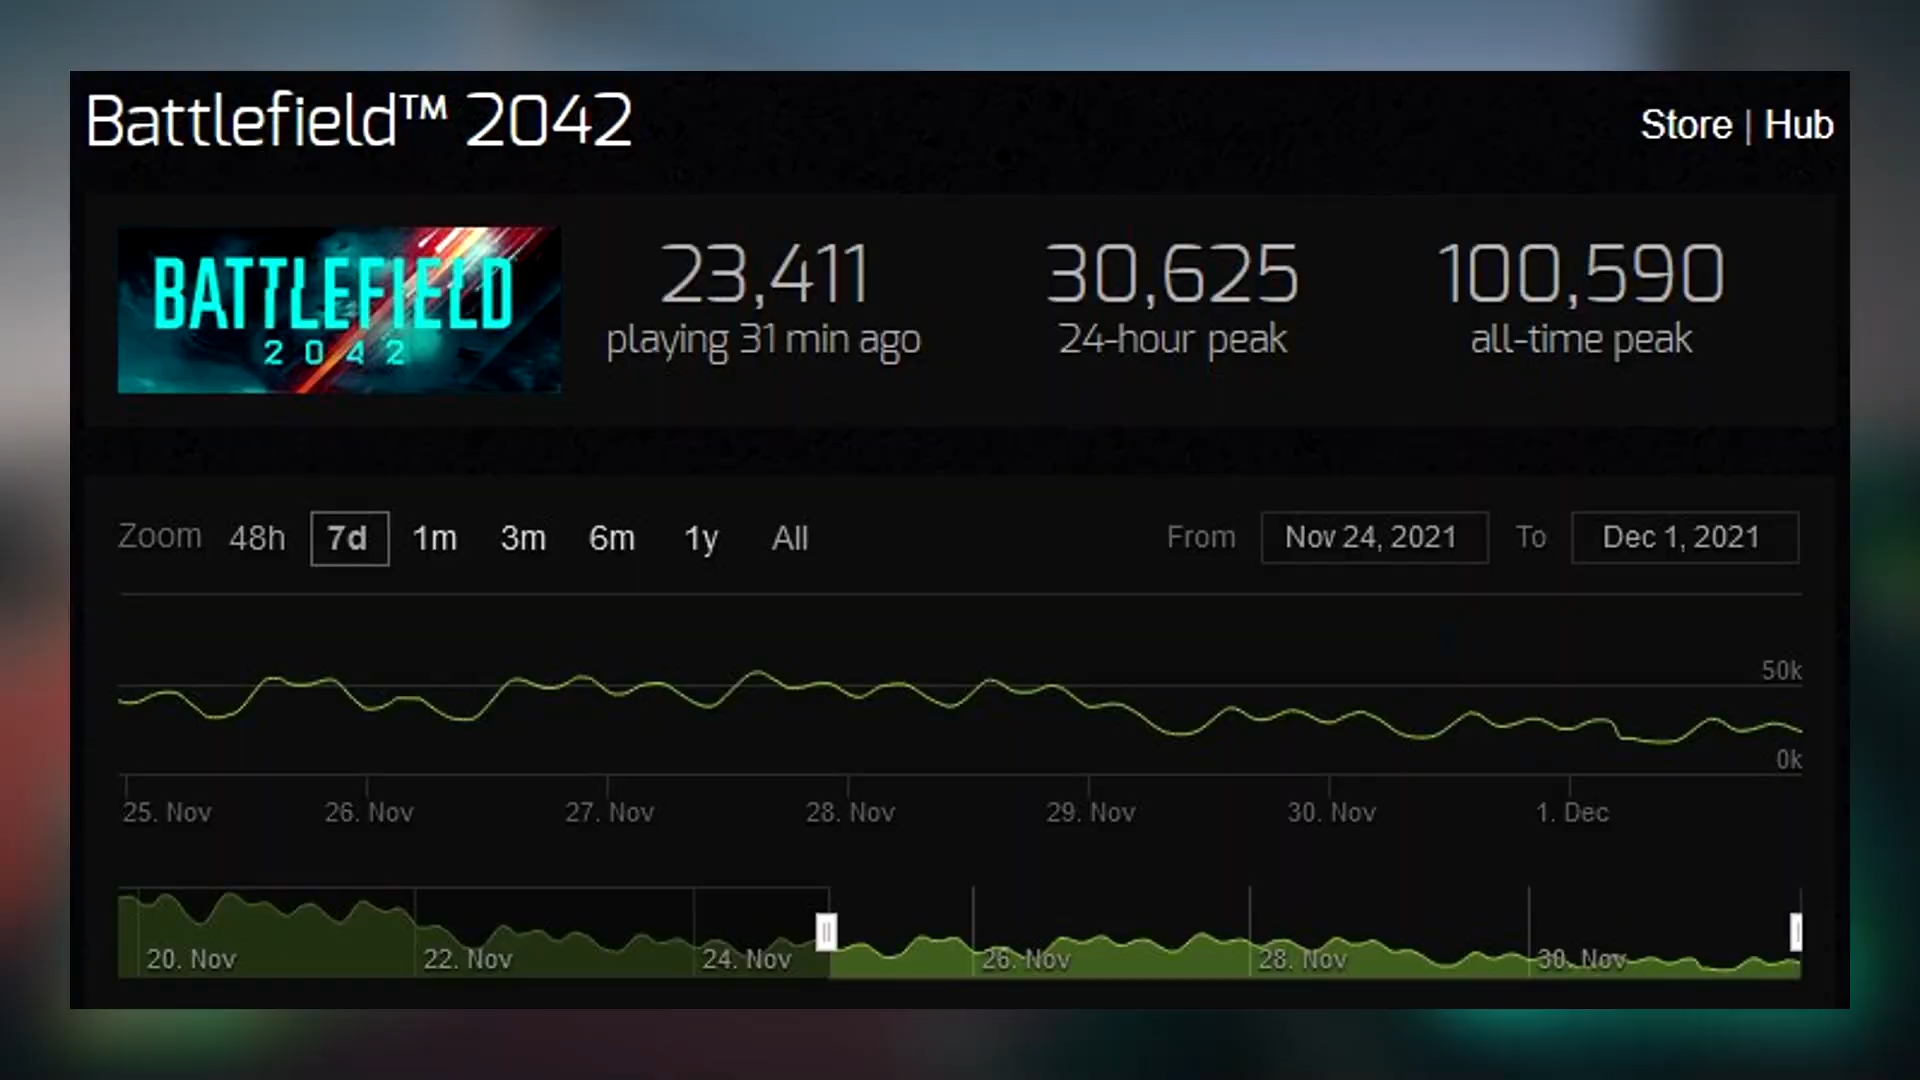 Battlefield™ 2042
Store | Hub
BATTLEFIELD
2042
23,411
playing 31 min ago
30,625
24-hour peak
100,590
all-time peak
Zoom 48h 7d 1m 3m 6m 1y All
From Nov 24, 2021 To Dec 1, 2021
50k
0k
25. Nov 26. Nov 27. Nov 28. Nov 29. Nov 30. Nov 1. Dec
20. Nov 22. Nov 24. Nov 26. Nov 28. Nov 30. Nov